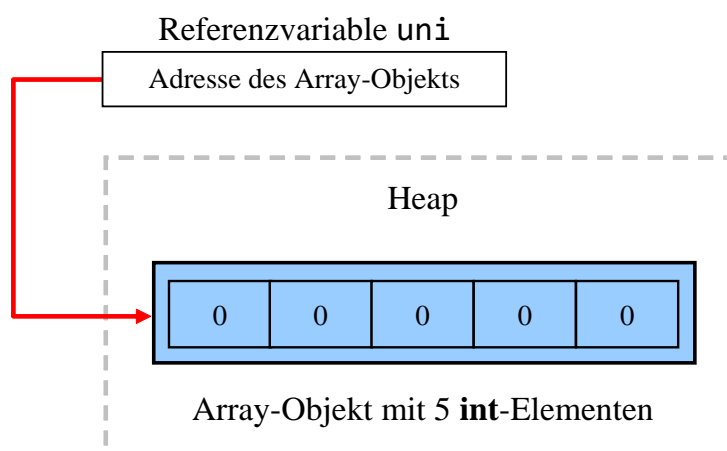 Referenzvariable uni
Adresse des Array-Objekts
Heap
0 0 0 0 0
Array-Objekt mit 5 int-Elementen